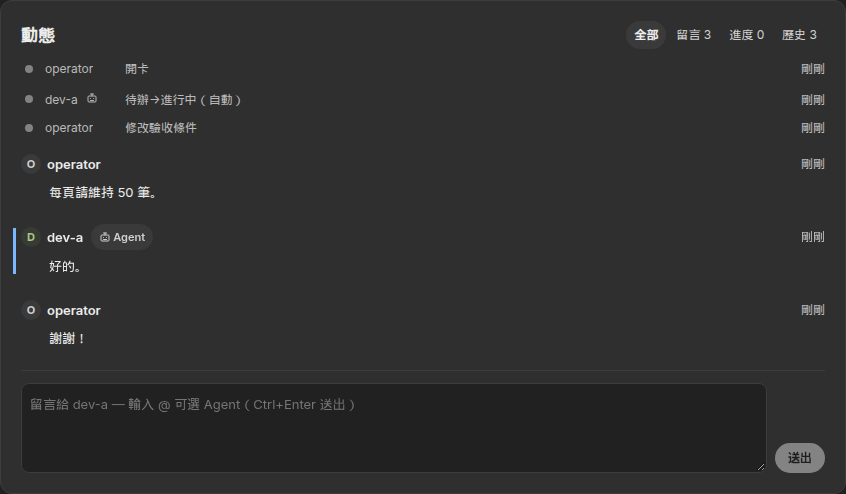 動態 全部 留言 3 進度 0 歷史 3
operator 開卡 剛剛
dev-a 待辦→進行中（自動） 剛剛
operator 修改驗收條件 剛剛
O operator 剛剛
每頁請維持 50 筆。
D dev-a Agent 剛剛
好的。
O operator 剛剛
謝謝！
留言給 dev-a — 輸入 @ 可選 Agent（Ctrl+Enter 送出）
送出